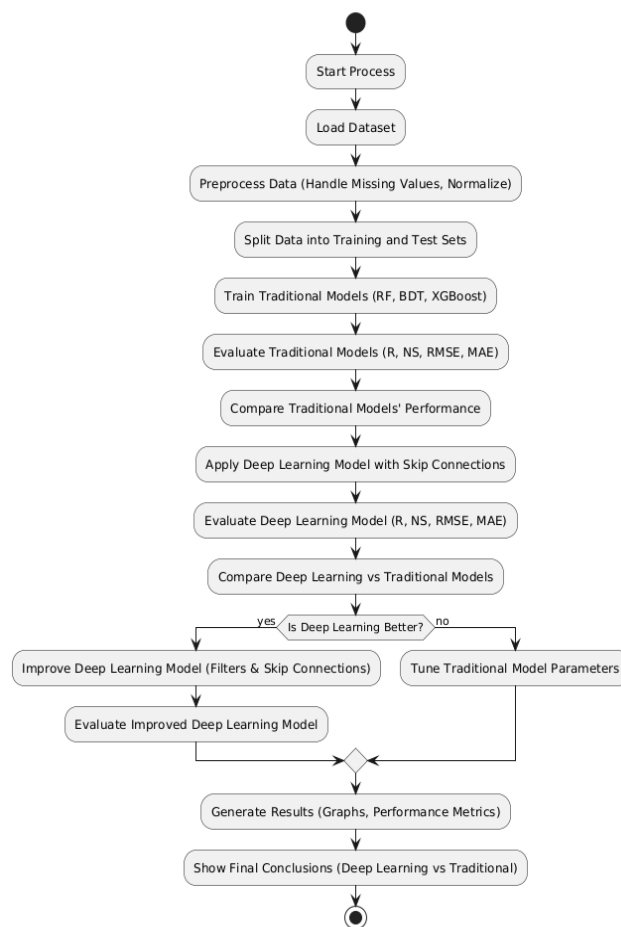 Start Process
Load Dataset
Preprocess Data (Handle Missing Values, Normalize)
Split Data into Training and Test Sets
Train Traditional Models (RF, BDT, XGBoost)
Evaluate Traditional Models (R, NS, RMSE, MAE)
Compare Traditional Models' Performance
Apply Deep Learning Model with Skip Connections
Evaluate Deep Learning Model (R, NS, RMSE, MAE)
Compare Deep Learning vs Traditional Models
yes
Is Deep Learning Better?
no
Improve Deep Learning Model (Filters & Skip Connections)
Tune Traditional Model Parameters
Evaluate Improved Deep Learning Model
Generate Results (Graphs, Performance Metrics)
Show Final Conclusions (Deep Learning vs Traditional)